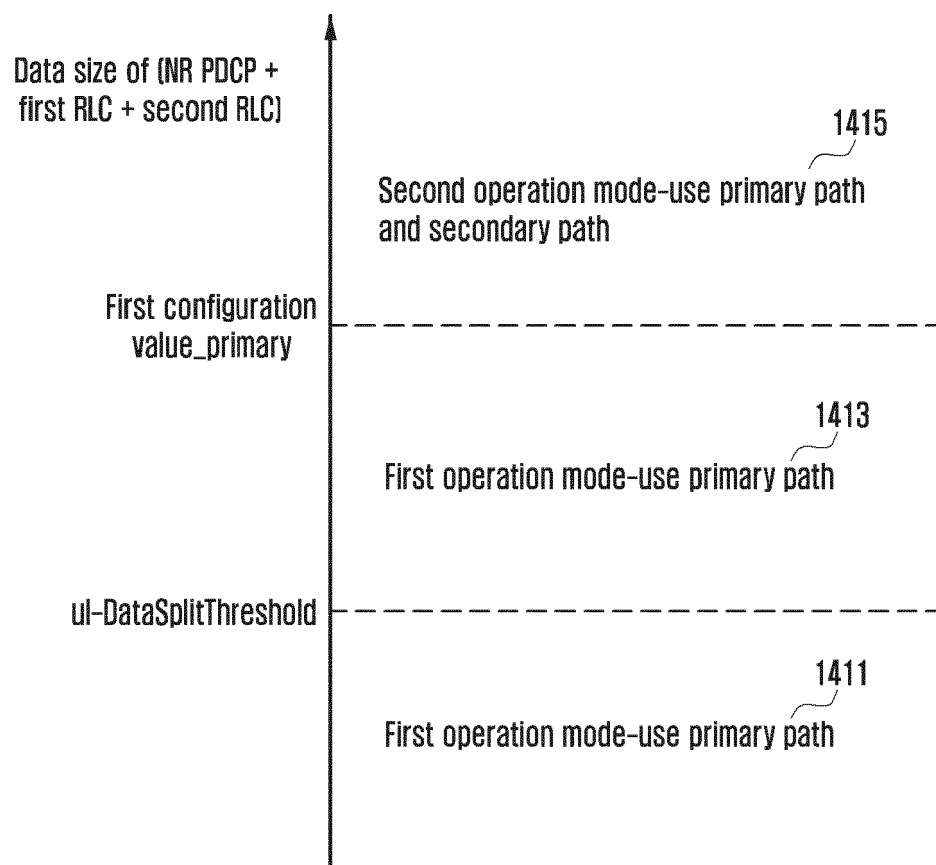 Data size of (NR PDCP +
first RLC + second RLC)
1415
Second operation mode-use primary path
and secondary path
First configuration
value_primary
1413
First operation mode-use primary path
ul-DataSplitThreshold
1411
First operation mode-use primary path